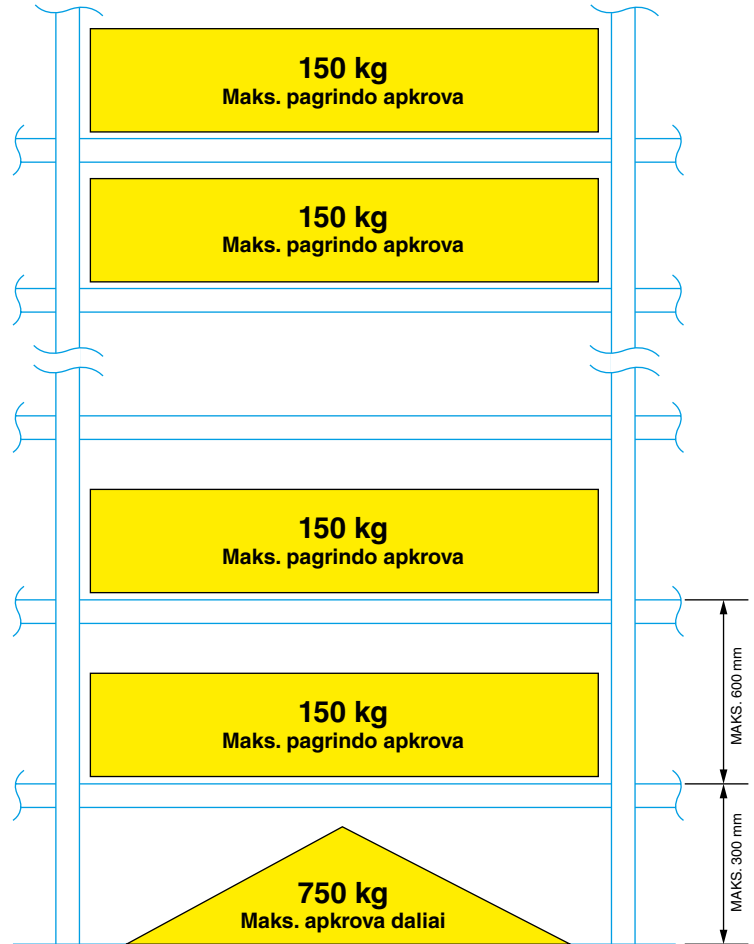 150 kg
Maks. pagrindo apkrova
150 kg
Maks. pagrindo apkrova
150 kg
Maks. pagrindo apkrova
150 kg
Maks. pagrindo apkrova
MAKS. 600 mm
750 kg
Maks. apkrova daliai
MAKS. 300 mm